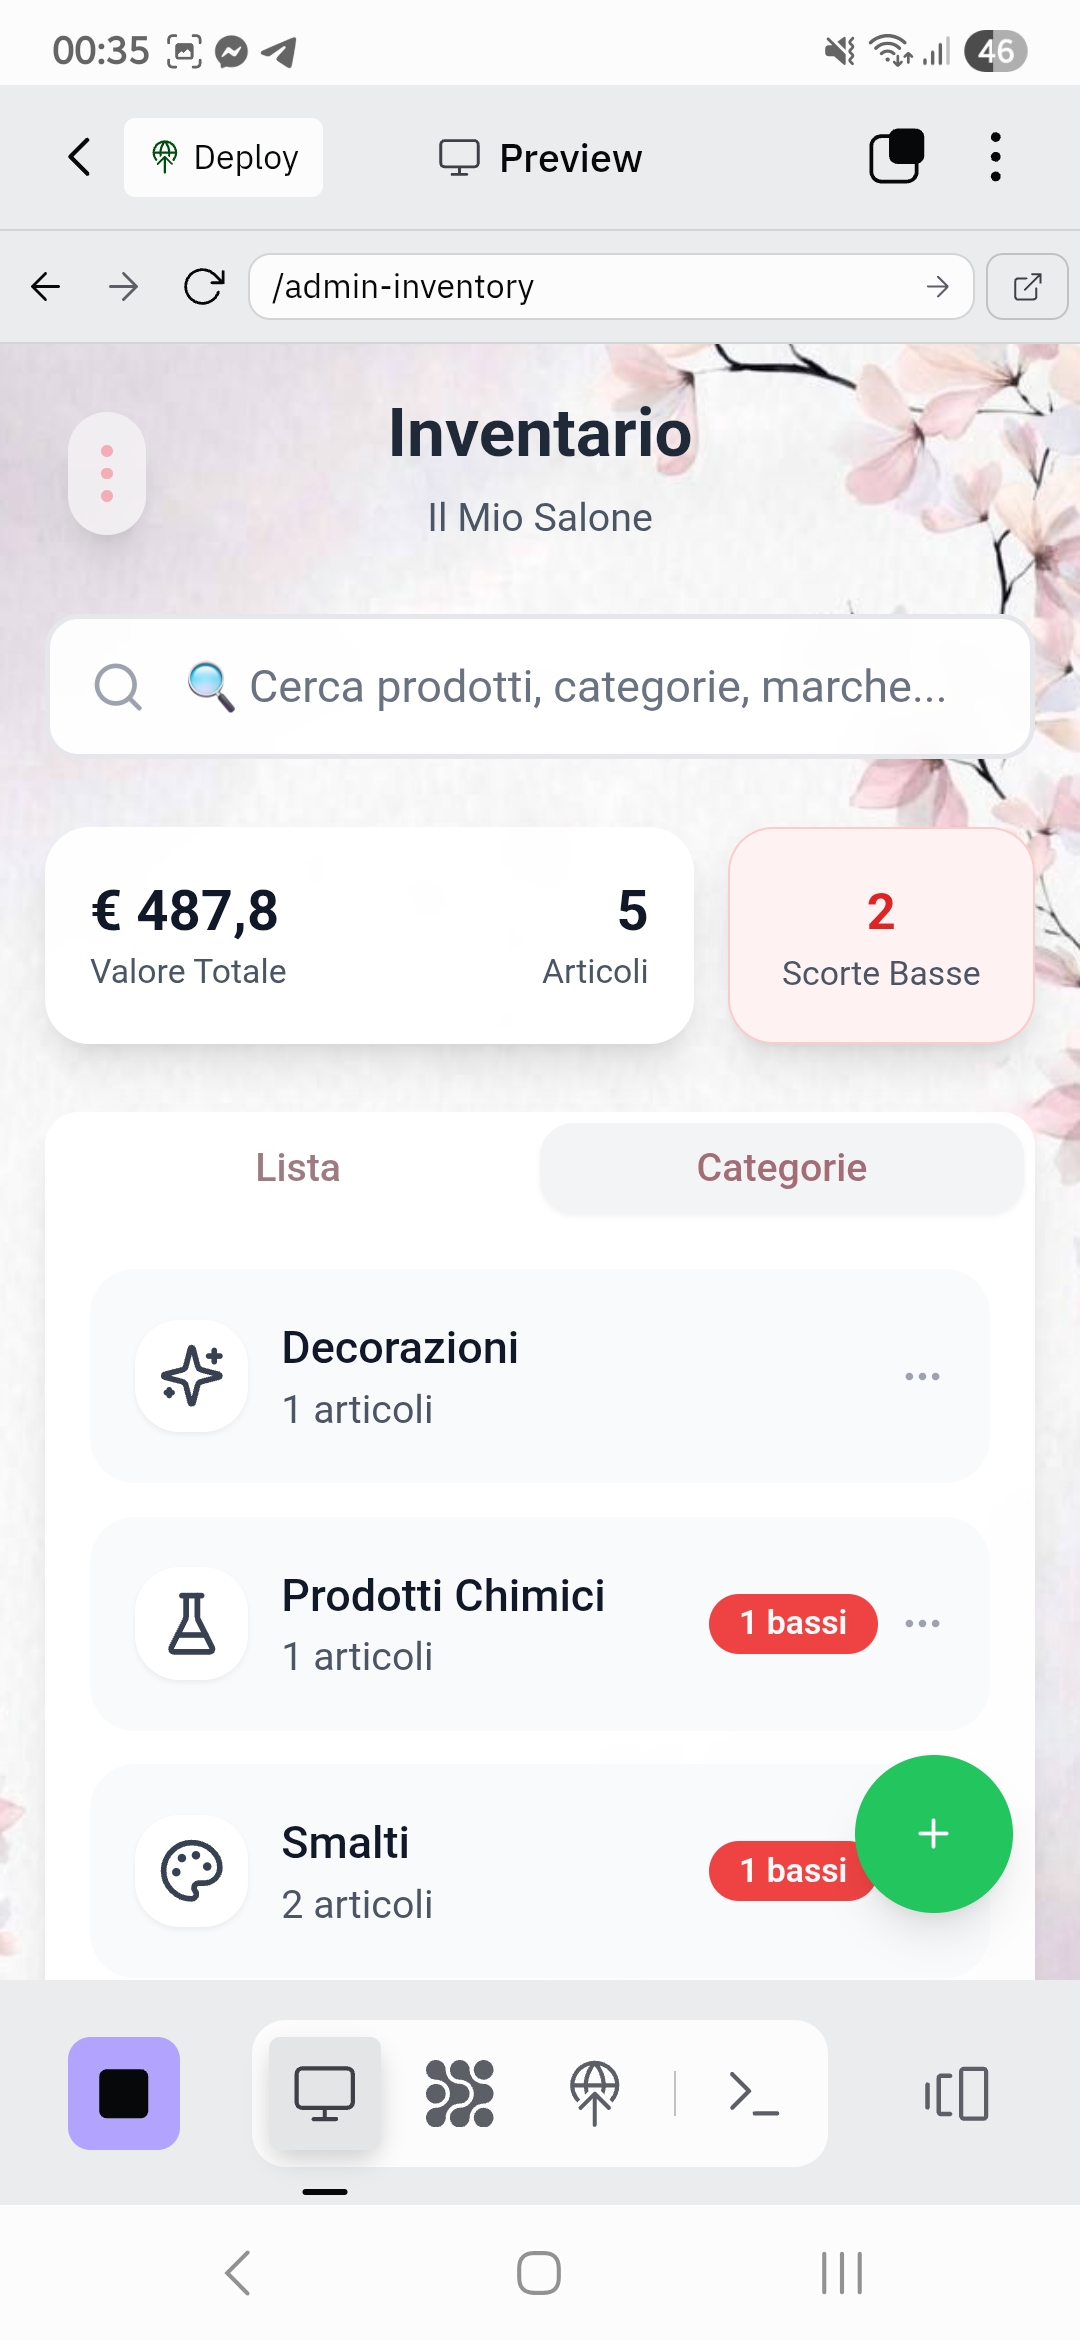 00:35
46
Deploy
Preview
/admin-inventory
Inventario
Il Mio Salone
🔍 Cerca prodotti, categorie, marche...
€ 487,8
5
Valore Totale
Articoli
2
Scorte Basse
Lista
Categorie
Decorazioni
1 articoli
Prodotti Chimici
1 articoli
1 bassi
Smalti
2 articoli
1 bassi